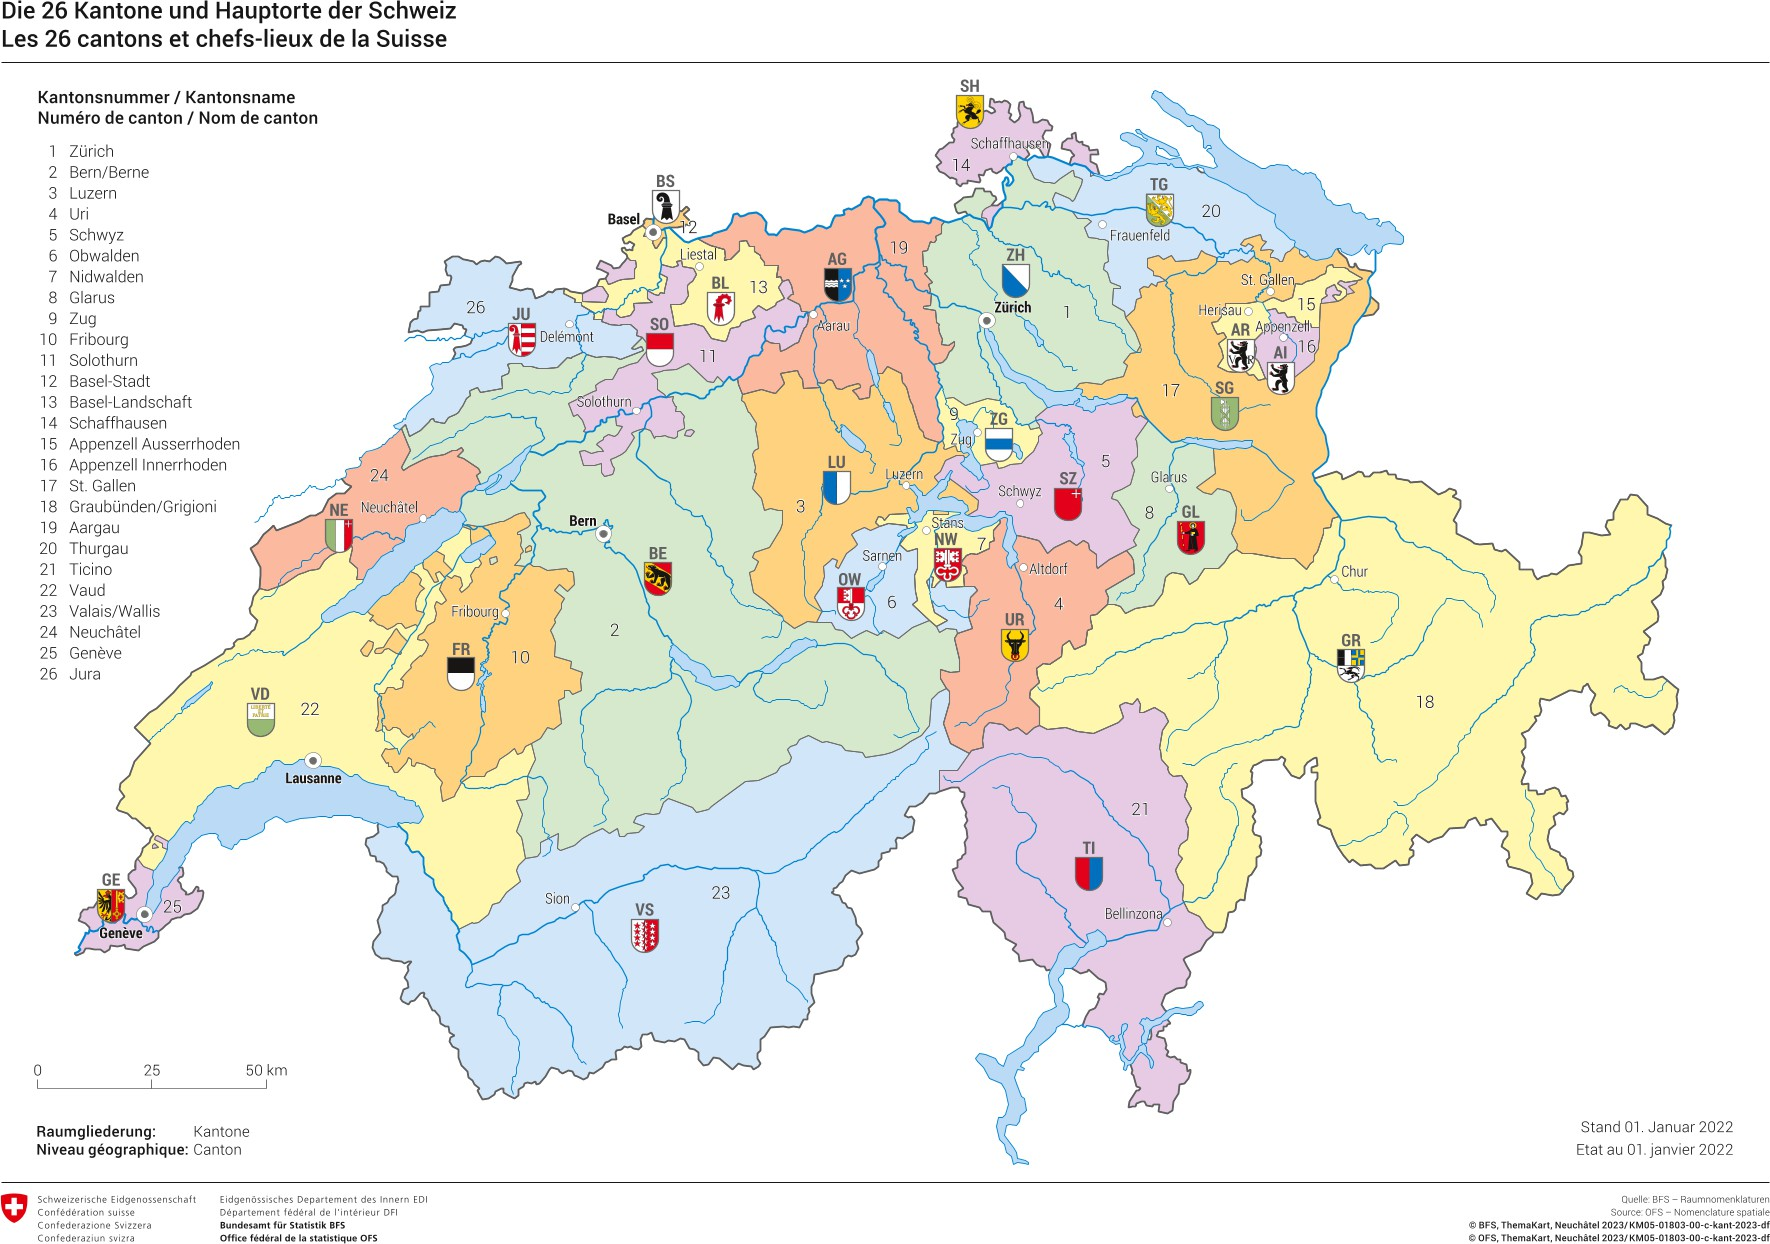 Die 26 Kantone und Hauptorte der Schweiz
Les 26 cantons et chefs-lieux de la Suisse
Kantonsnummer / Kantonsname
Numéro de canton / Nom de canton
1 Zürich
2 Bern/Berne
3 Luzern
4 Uri
5 Schwyz
6 Obwalden
7 Nidwalden
8 Glarus
9 Zug
10 Fribourg
11 Solothurn
12 Basel-Stadt
13 Basel-Landschaft
14 Schaffhausen
15 Appenzell Ausserrhoden
16 Appenzell Innerrhoden
17 St. Gallen
18 Graubünden/Grigioni
19 Aargau
20 Thurgau
21 Ticino
22 Vaud
23 Valais/Wallis
24 Neuchâtel
25 Genève
26 Jura
SH
Schaffhausen
14
BS
Basel
12
TG
20
Frauenfeld
Liestal
BL
13
AG
19
Aarau
ZH
Zürich
1
St. Gallen
Herisau
15
AR
Appenzell
AI
16
SG
17
26
JU
Delémont
SO
11
Solothurn
9
ZG
Zug
24
NE
Neuchâtel
LU
Luzern
3
5
SZ
Schwyz
Glarus
8
GL
Bern
BE
2
Stans
NW
7
Sarnen
OW
6
Altdorf
4
UR
Chur
GR
18
Fribourg
FR
10
VD
LIBERTÉ
ET
PATRIE
22
Lausanne
21
TI
Bellinzona
GE
25
Genève
Sion
VS
23
0 25 50 km
Raumgliederung: Kantone
Niveau géographique: Canton
Stand 01. Januar 2022
Etat au 01. janvier 2022
Schweizerische Eidgenossenschaft
Confédération suisse
Confederazione Svizzera
Confederaziun svizra
Eidgenössisches Departement des Innern EDI
Département fédéral de l'intérieur DFI
Bundesamt für Statistik BFS
Office fédéral de la statistique OFS
Quelle: BFS – Raumnomenklaturen
Source: OFS – Nomenclature spatiale
© BFS, ThemaKart, Neuchâtel 2023/KM05-01803-00-c-kant-2023-df
© OFS, ThemaKart, Neuchâtel 2023/KM05-01803-00-c-kant-2023-df